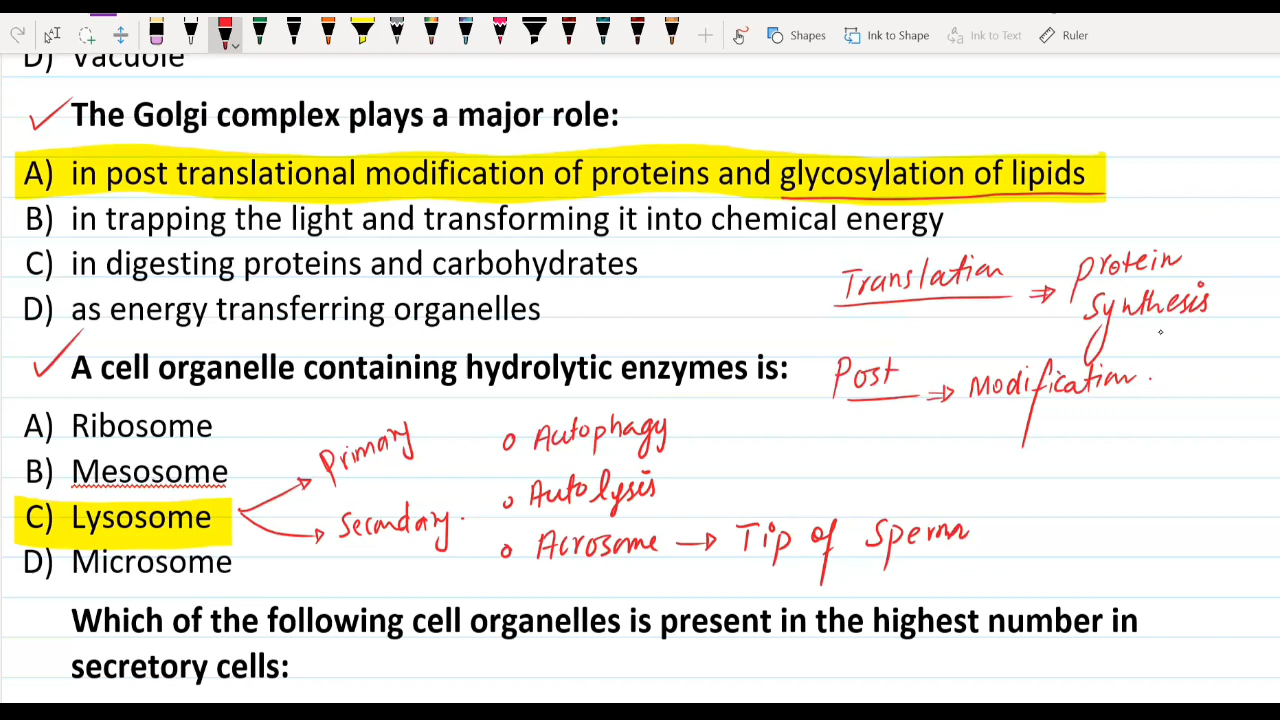 Shapes
Ink to Shape
Ink to Text
Ruler
D) Vacuole
The Golgi complex plays a major role:
A) in post translational modification of proteins and glycosylation of lipids
B) in trapping the light and transforming it into chemical energy
C) in digesting proteins and carbohydrates
D) as energy transferring organelles
Translation ⇒ Protein
Synthesis
Post ⇒ Modification.
A cell organelle containing hydrolytic enzymes is:
A) Ribosome
B) Mesosome
C) Lysosome
D) Microsome
Primary
Secondary.
o Autophagy
o Autolysis
o Acrosome → Tip of Sperm
Which of the following cell organelles is present in the highest number in
secretory cells: